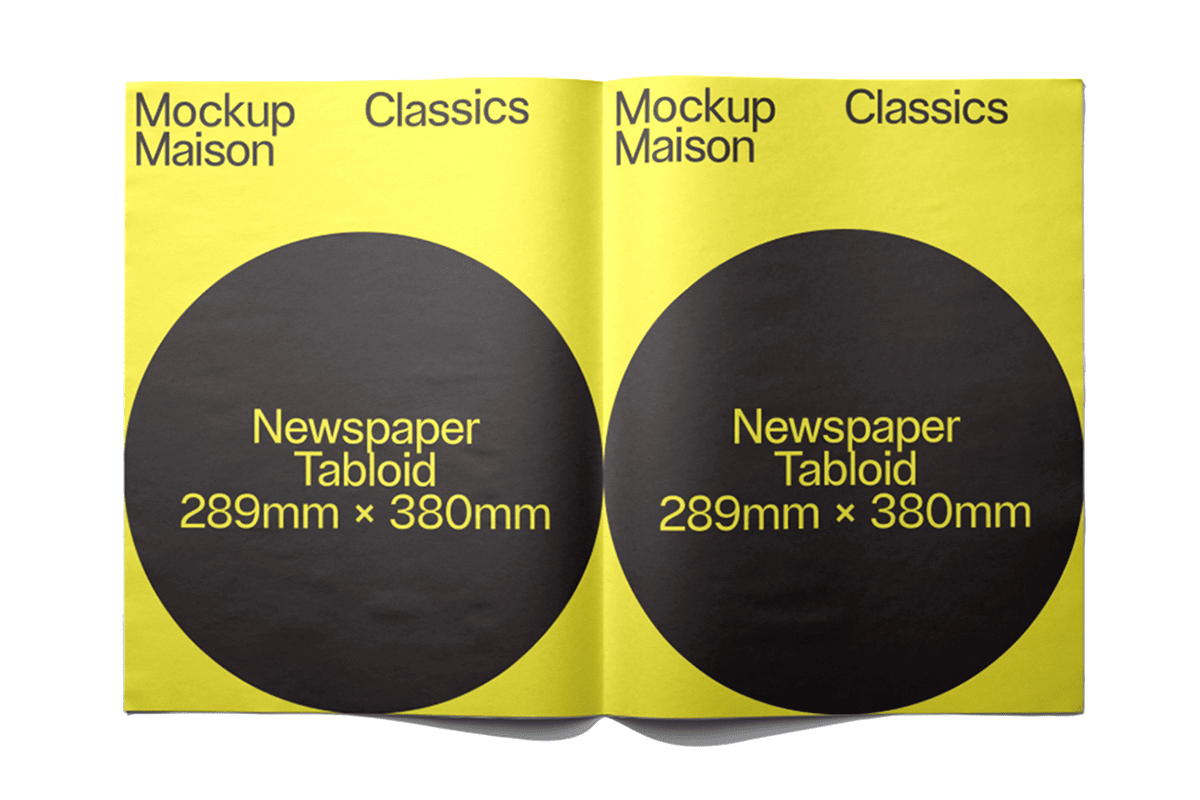 Mockup Classics
Maison
Newspaper
Tabloid
289mm × 380mm
Mockup Classics
Maison
Newspaper
Tabloid
289mm × 380mm